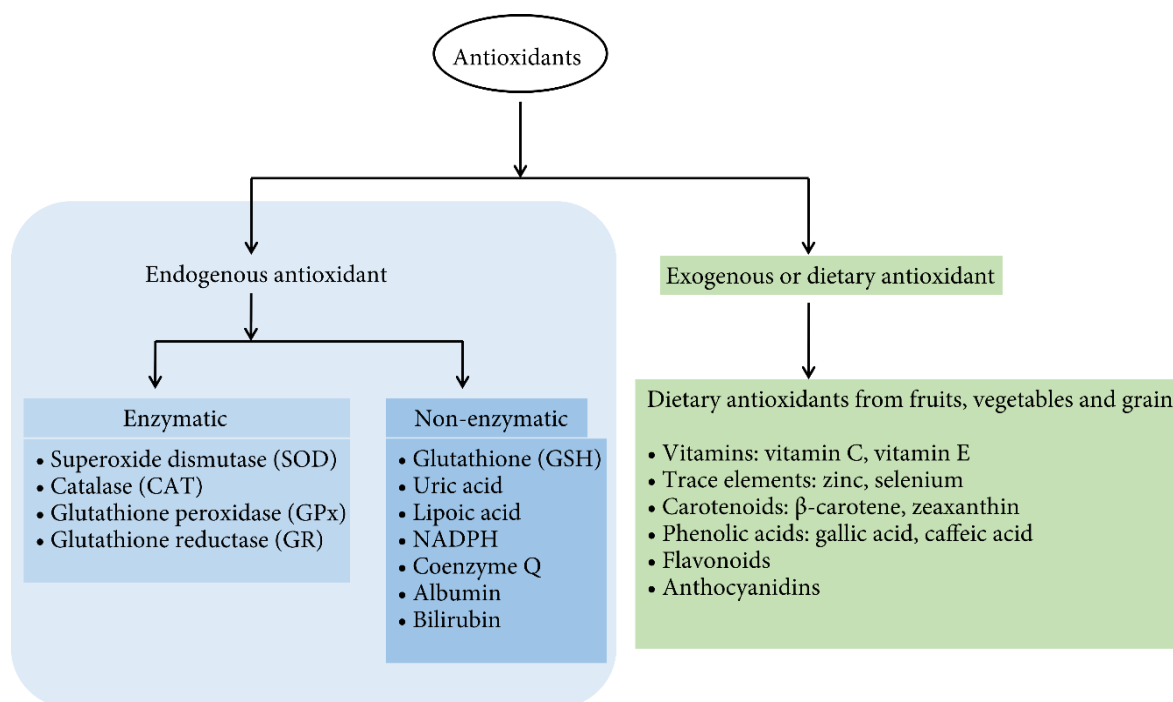 Antioxidants
Endogenous antioxidant
Exogenous or dietary antioxidant
Enzymatic
• Superoxide dismutase (SOD)
• Catalase (CAT)
• Glutathione peroxidase (GPx)
• Glutathione reductase (GR)
Non-enzymatic
• Glutathione (GSH)
• Uric acid
• Lipoic acid
• NADPH
• Coenzyme Q
• Albumin
• Bilirubin
Dietary antioxidants from fruits, vegetables and grain
• Vitamins: vitamin C, vitamin E
• Trace elements: zinc, selenium
• Carotenoids: β-carotene, zeaxanthin
• Phenolic acids: gallic acid, caffeic acid
• Flavonoids
• Anthocyanidins